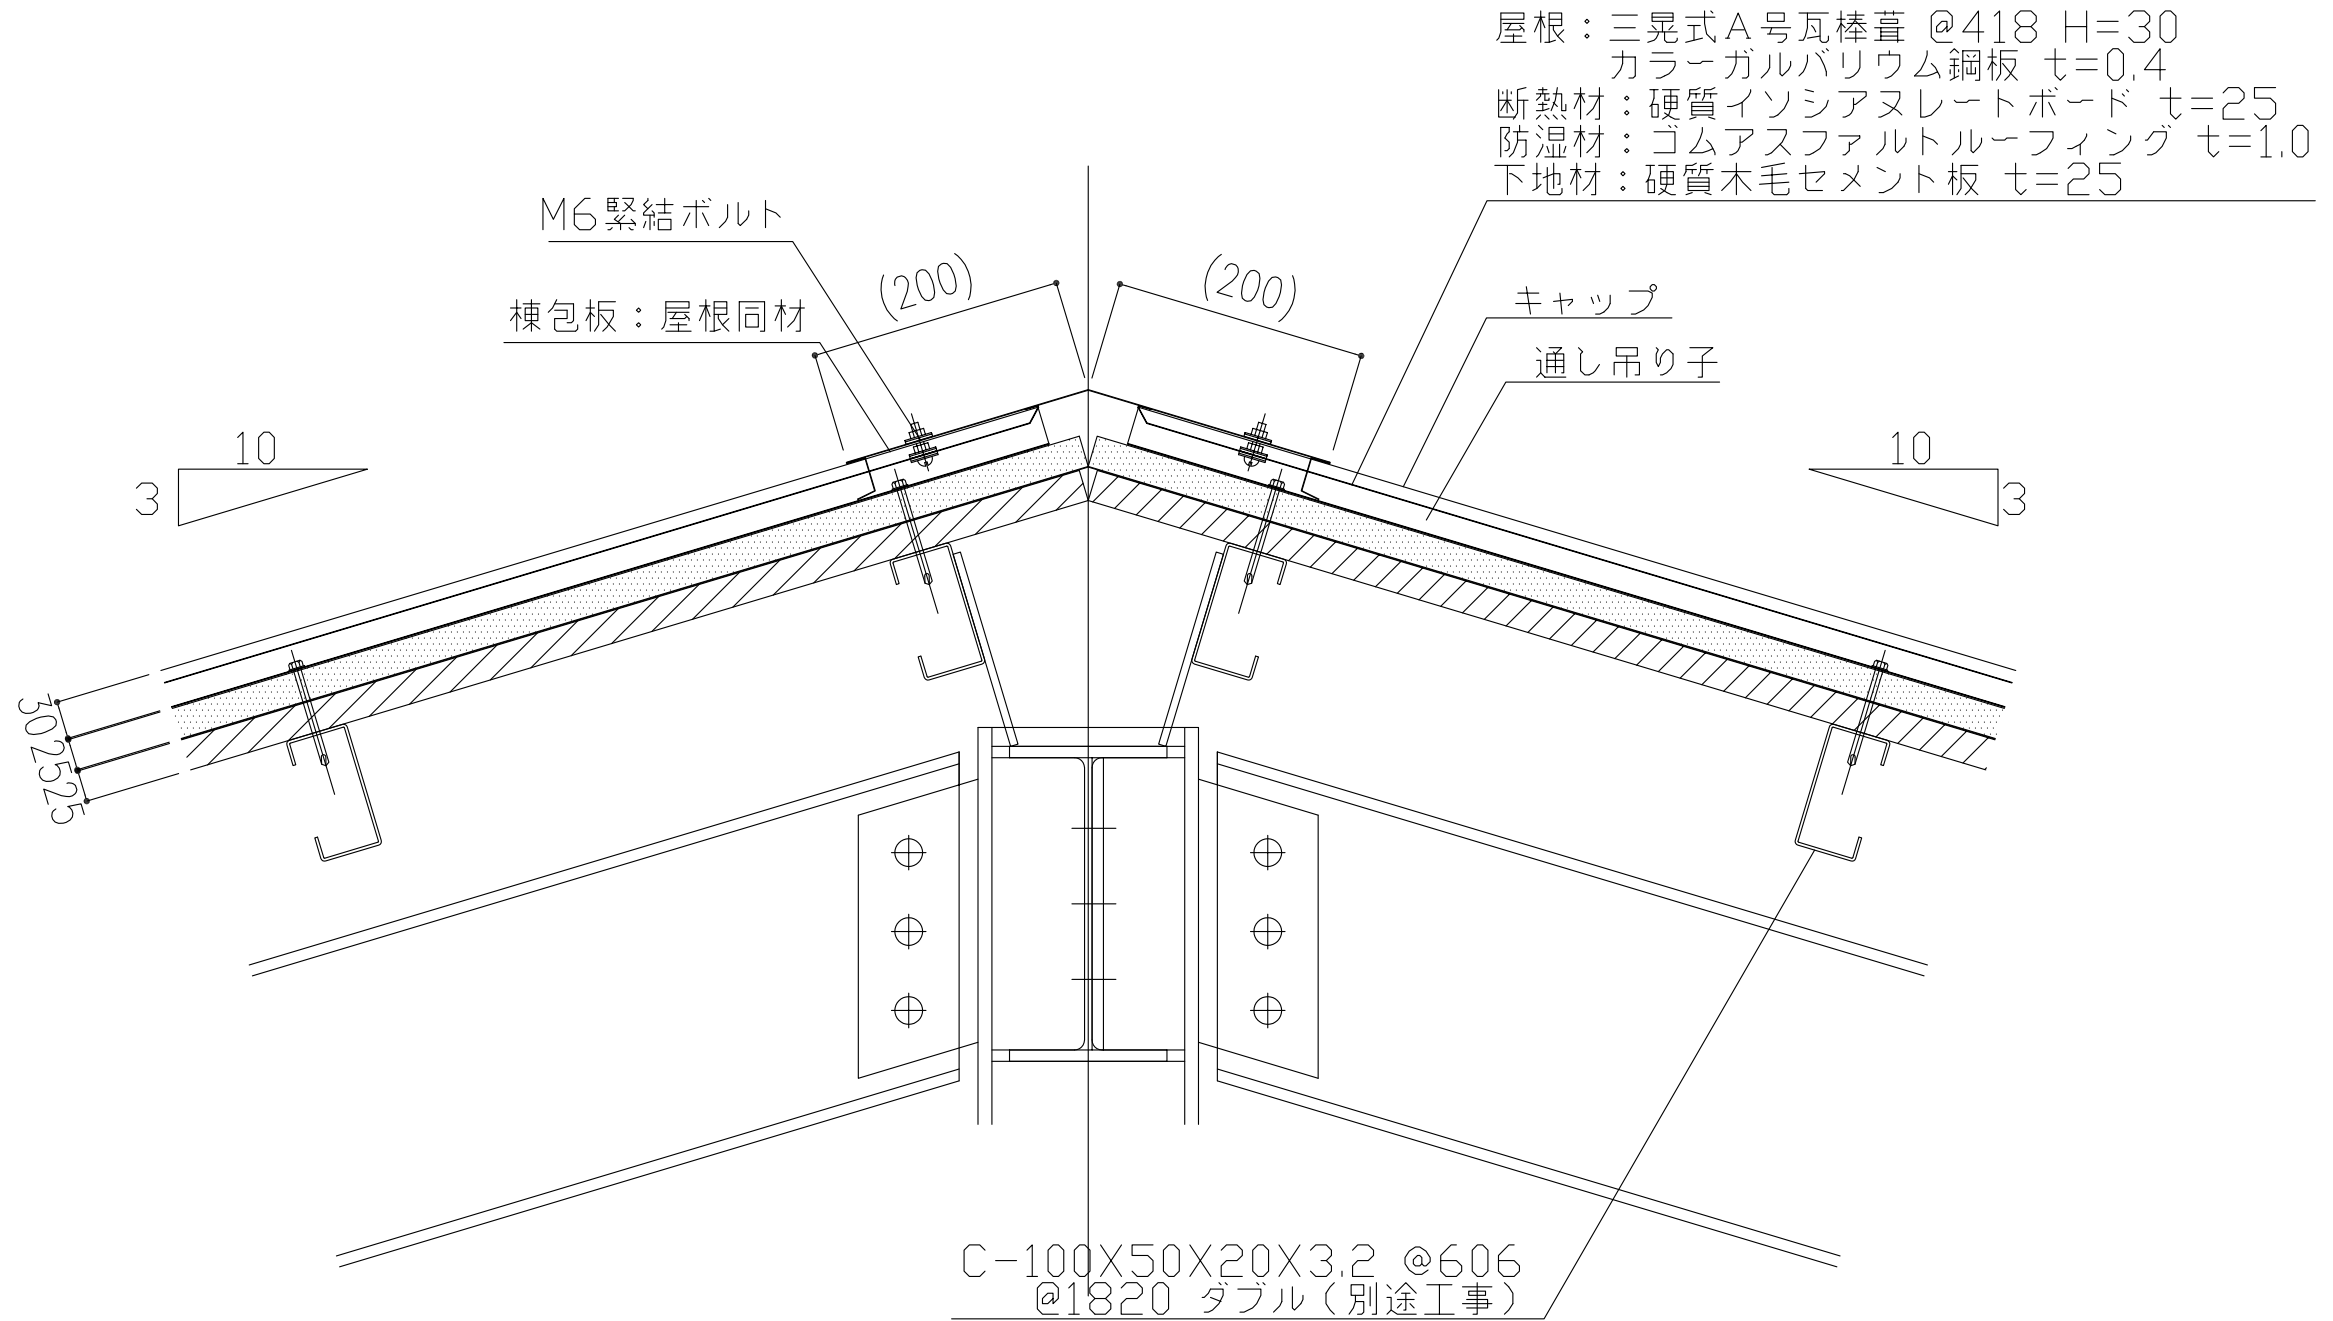 屋根：三晃式A号瓦棒葺 @418 H=30
カラーガルバリウム鋼板 t=0.4
断熱材：硬質イソシアヌレートボード t=25
防湿材：ゴムアスファルトルーフィング t=1.0
下地材：硬質木毛セメント板 t=25
M6緊結ボルト
(200)
(200)
棟包板：屋根同材
キャップ
通し吊り子
10
3
10
3
30
25
25
C-100X50X20X3.2 @606
@1820 ダブル（別途工事）